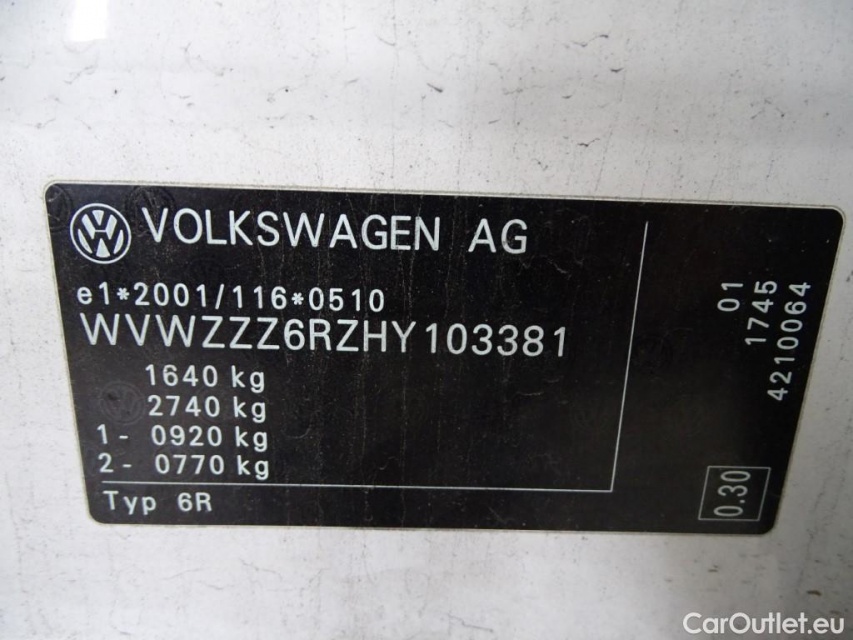 VW VOLKSWAGEN AG
e1*2001/116*0510
WVWZZZ6RZHY103381
1640 kg
2740 kg
1 - 0920 kg
2 - 0770 kg
Typ 6R
01
1745
4210064
0.30
CarOutlet.eu